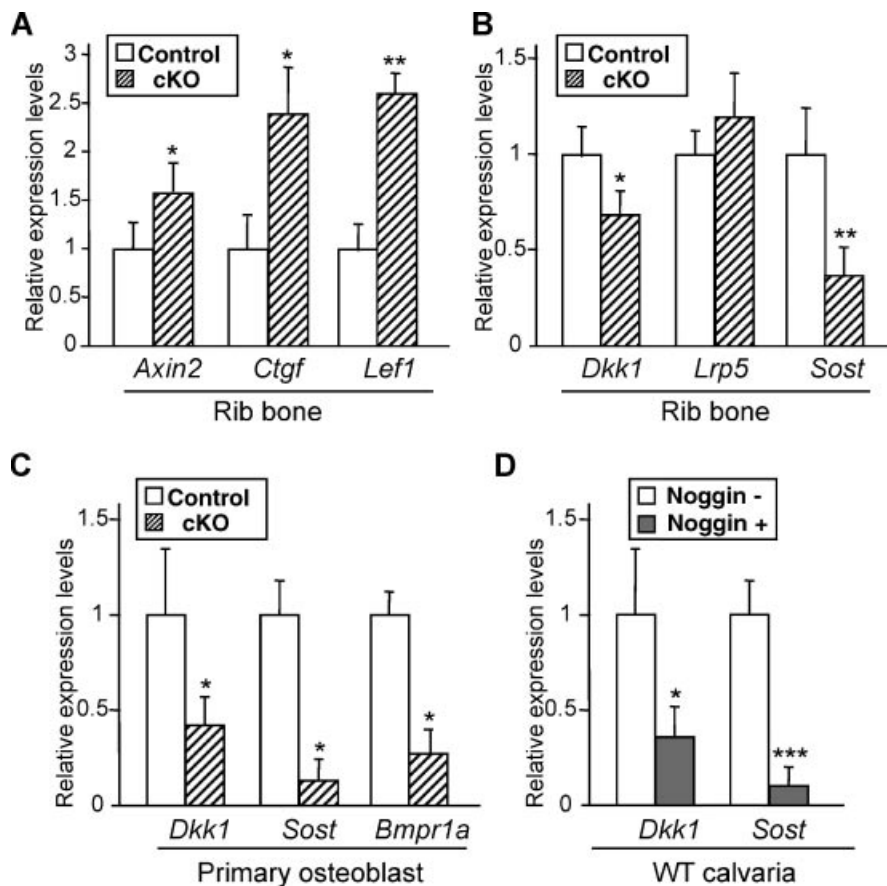 A
Control
cKO
Relative expression levels
3
2.5
2
1.5
1
0.5
0
*
*
**
Axin2 Ctgf Lef1
Rib bone
B
Control
cKO
Relative expression levels
1.5
1
0.5
0
*
**
Dkk1 Lrp5 Sost
Rib bone
C
Control
cKO
Relative expression levels
1.5
1
0.5
0
*
*
*
Dkk1 Sost Bmpr1a
Primary osteoblast
D
Noggin -
Noggin +
Relative expression levels
1.5
1
0.5
0
*
***
Dkk1 Sost
WT calvaria